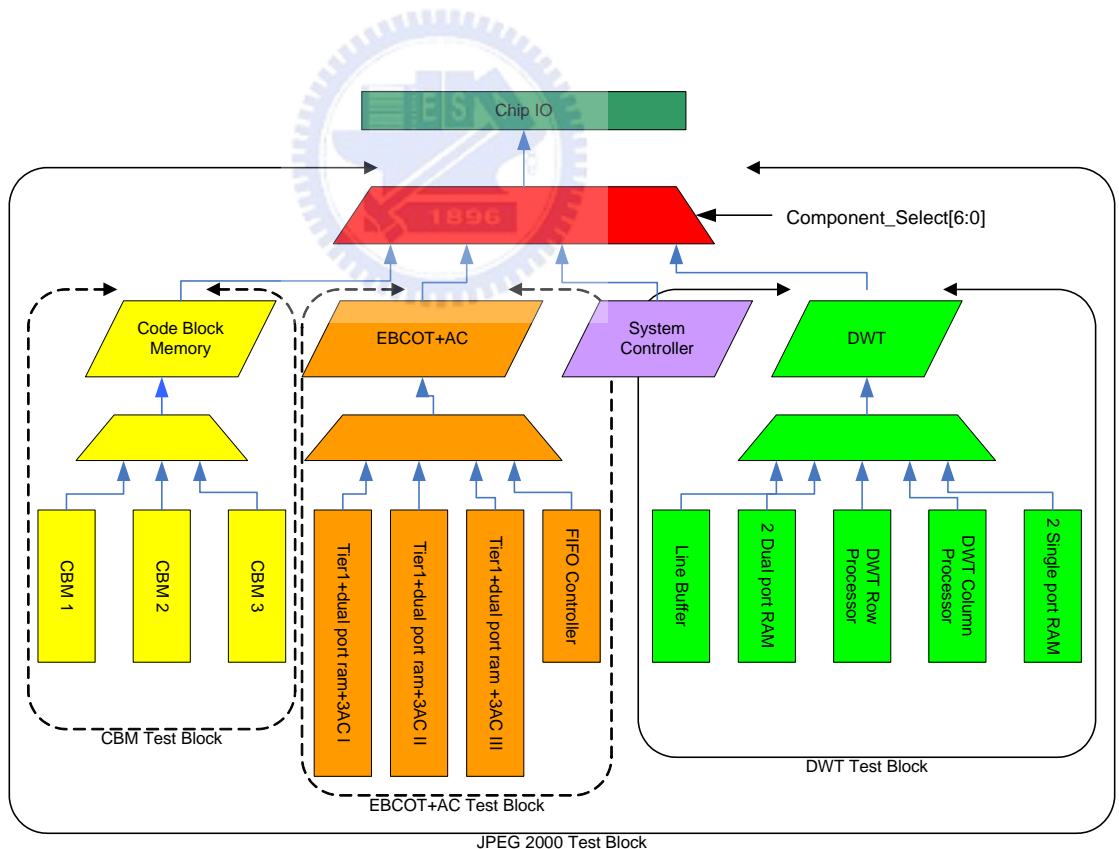 ES
Chip IO
1896
Component_Select[6:0]
Code Block
Memory
EBCOT+AC
System
Controller
DWT
CBM 1
CBM 2
CBM 3
Tier1+dual port ram+3AC I
Tier1+dual port ram+3AC II
Tier1+dual port ram +3AC III
FIFO Controller
Line Buffer
2 Dual port RAM
DWT Row
Processor
DWT Column
Processor
2 Single port RAM
CBM Test Block
EBCOT+AC Test Block
DWT Test Block
JPEG 2000 Test Block